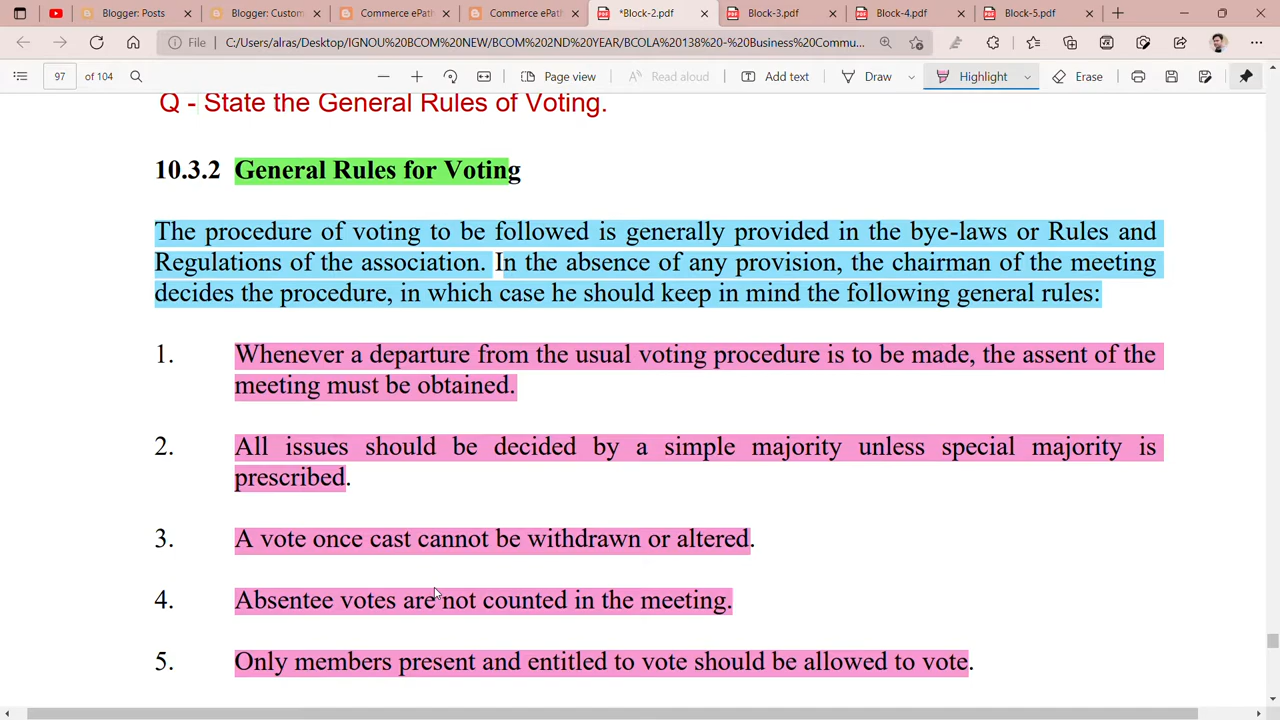 Blogger: Posts
Blogger: Custom
Commerce ePath
Commerce ePath
*Block-2.pdf
Block-3.pdf
Block-4.pdf
Block-5.pdf
File
C:/Users/alras/Desktop/IGNOU%20BCOM%20NEW/BCOM%202ND%20YEAR/BCOLA%20138%20-%20Business%20Commu...
97 of 104
Page view
Read aloud
Add text
Draw
Highlight
Erase
Q - State the General Rules of Voting.
10.3.2 General Rules for Voting
The procedure of voting to be followed is generally provided in the bye-laws or Rules and
Regulations of the association. In the absence of any provision, the chairman of the meeting
decides the procedure, in which case he should keep in mind the following general rules:
1. Whenever a departure from the usual voting procedure is to be made, the assent of the
meeting must be obtained.
2. All issues should be decided by a simple majority unless special majority is
prescribed.
3. A vote once cast cannot be withdrawn or altered.
4. Absentee votes are not counted in the meeting.
5. Only members present and entitled to vote should be allowed to vote.